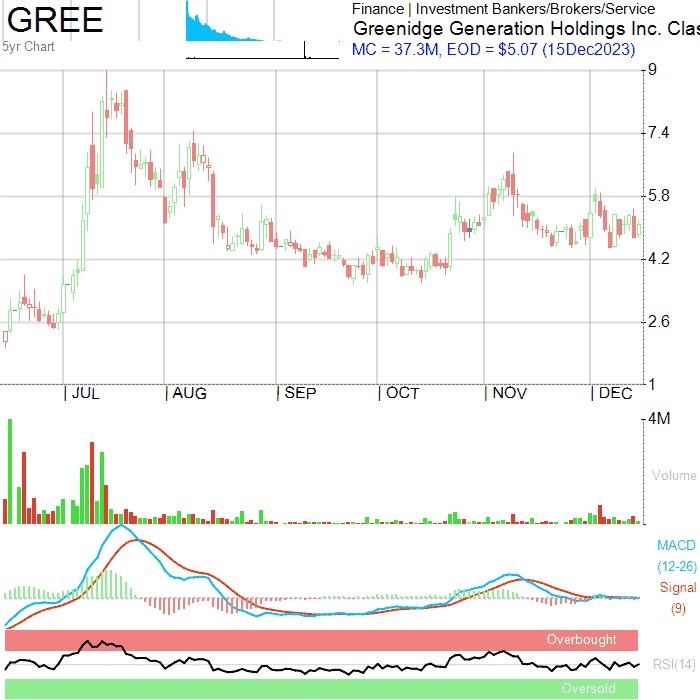 GREE
Finance | Investment Bankers/Brokers/Service
Greenidge Generation Holdings Inc. Clas
5yr Chart
MC = 37.3M, EOD = $5.07 (15Dec2023)
9
7.4
5.8
4.2
2.6
1
| JUL | AUG | SEP | OCT | NOV | DEC
4M
Volume
MACD
(12-26)
Signal
(9)
Overbought
RSI(14)
Oversold